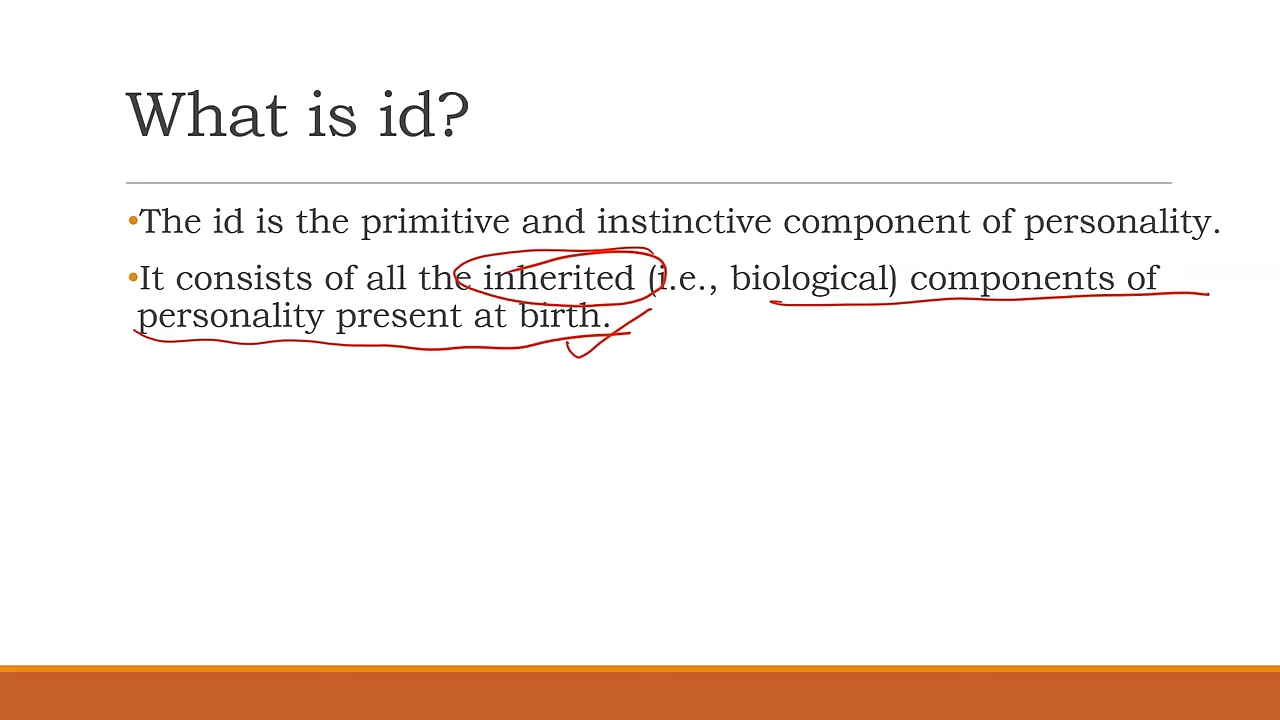 What is id?
•The id is the primitive and instinctive component of personality.
•It consists of all the inherited (i.e., biological) components of
personality present at birth.